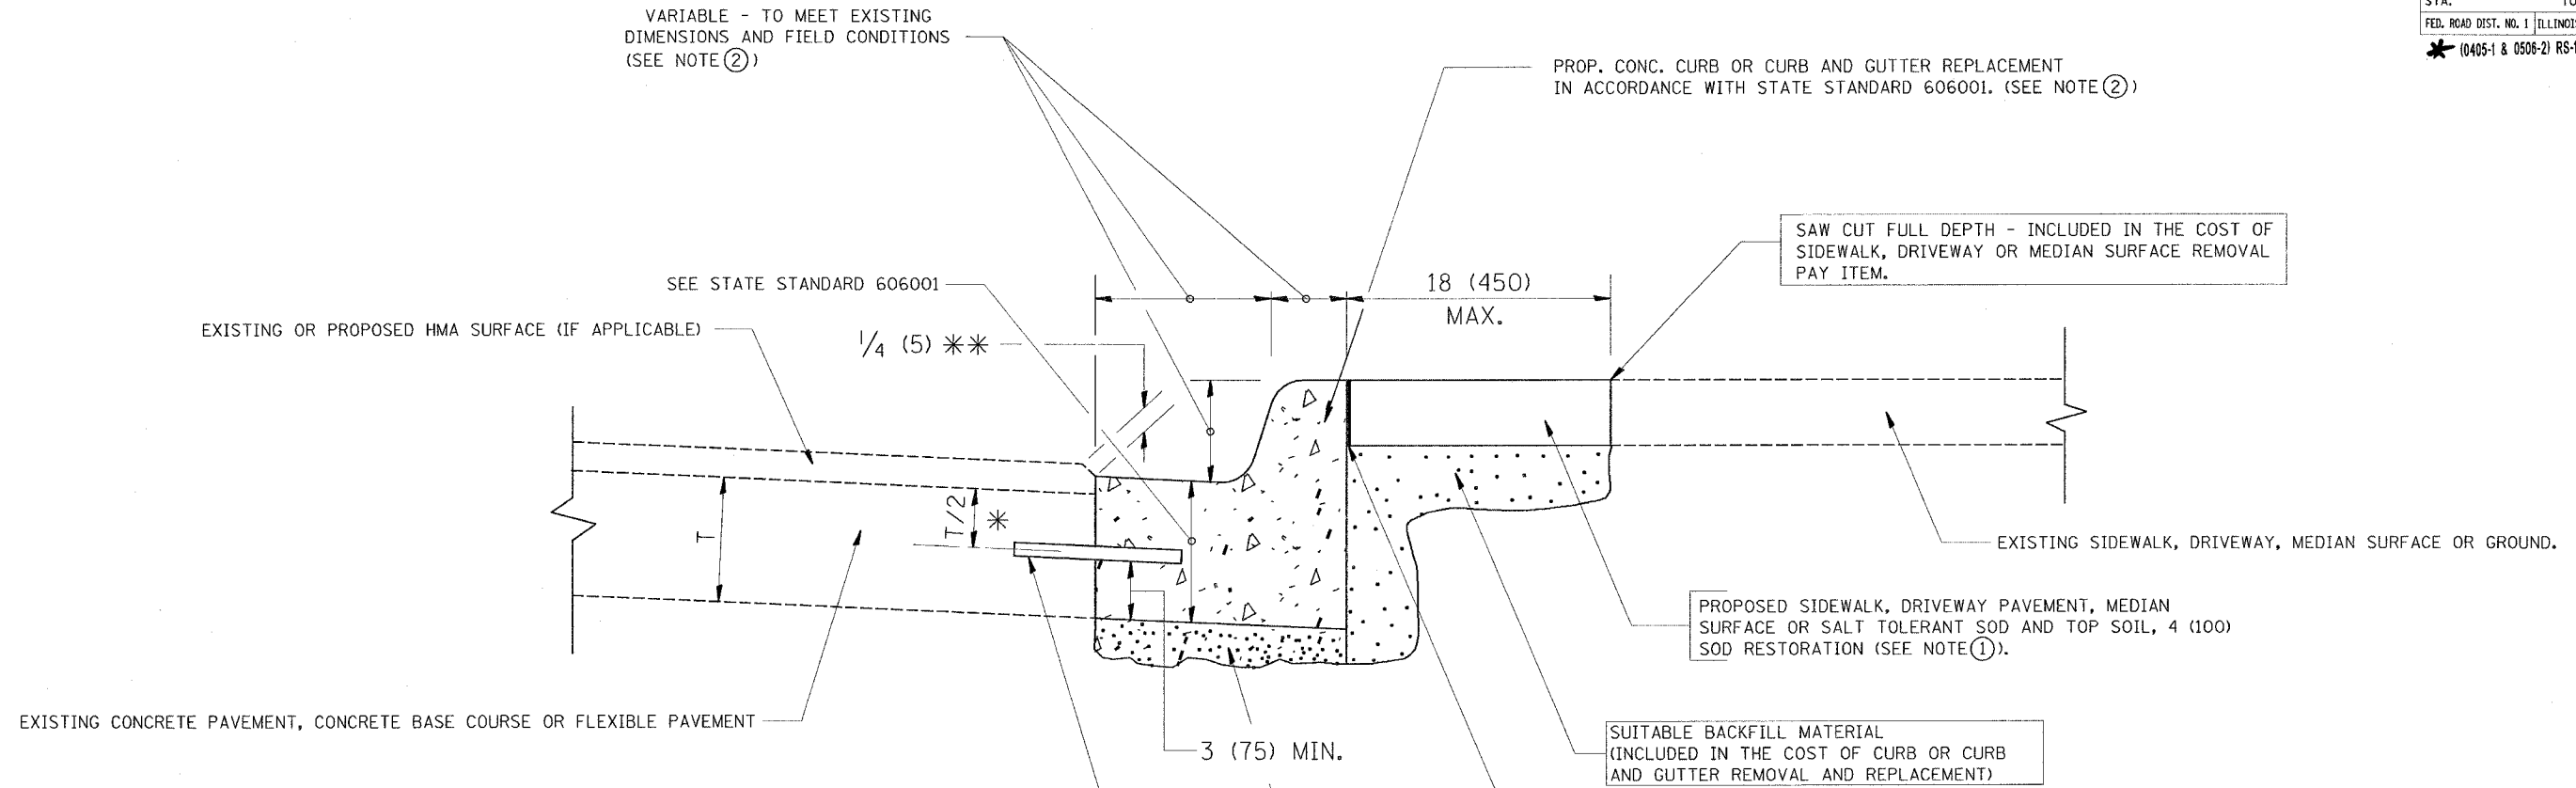 VARIABLE - TO MEET EXISTING
DIMENSIONS AND FIELD CONDITIONS
(SEE NOTE ②)
STA.
FED. ROAD DIST. NO. 1
(0405-1 & 0506-2)
PROP. CONC. CURB OR CURB AND GUTTER REPLACEMENT
IN ACCORDANCE WITH STATE STANDARD 606001. (SEE NOTE ②)
SAW CUT FULL DEPTH - INCLUDED IN THE COST OF
SIDEWALK, DRIVEWAY OR MEDIAN SURFACE REMOVAL
PAY ITEM.
SEE STATE STANDARD 606001
18 (450)
MAX.
EXISTING OR PROPOSED HMA SURFACE (IF APPLICABLE)
1/4 (5) **
T/2
*
T
EXISTING SIDEWALK, DRIVEWAY, MEDIAN SURFACE OR GROUND.
PROPOSED SIDEWALK, DRIVEWAY PAVEMENT, MEDIAN
SURFACE OR SALT TOLERANT SOD AND TOP SOIL, 4 (100)
SOD RESTORATION (SEE NOTE ①).
EXISTING CONCRETE PAVEMENT, CONCRETE BASE COURSE OR FLEXIBLE PAVEMENT
3 (75) MIN.
SUITABLE BACKFILL MATERIAL
(INCLUDED IN THE COST OF CURB OR CURB
AND GUTTER REMOVAL AND REPLACEMENT)